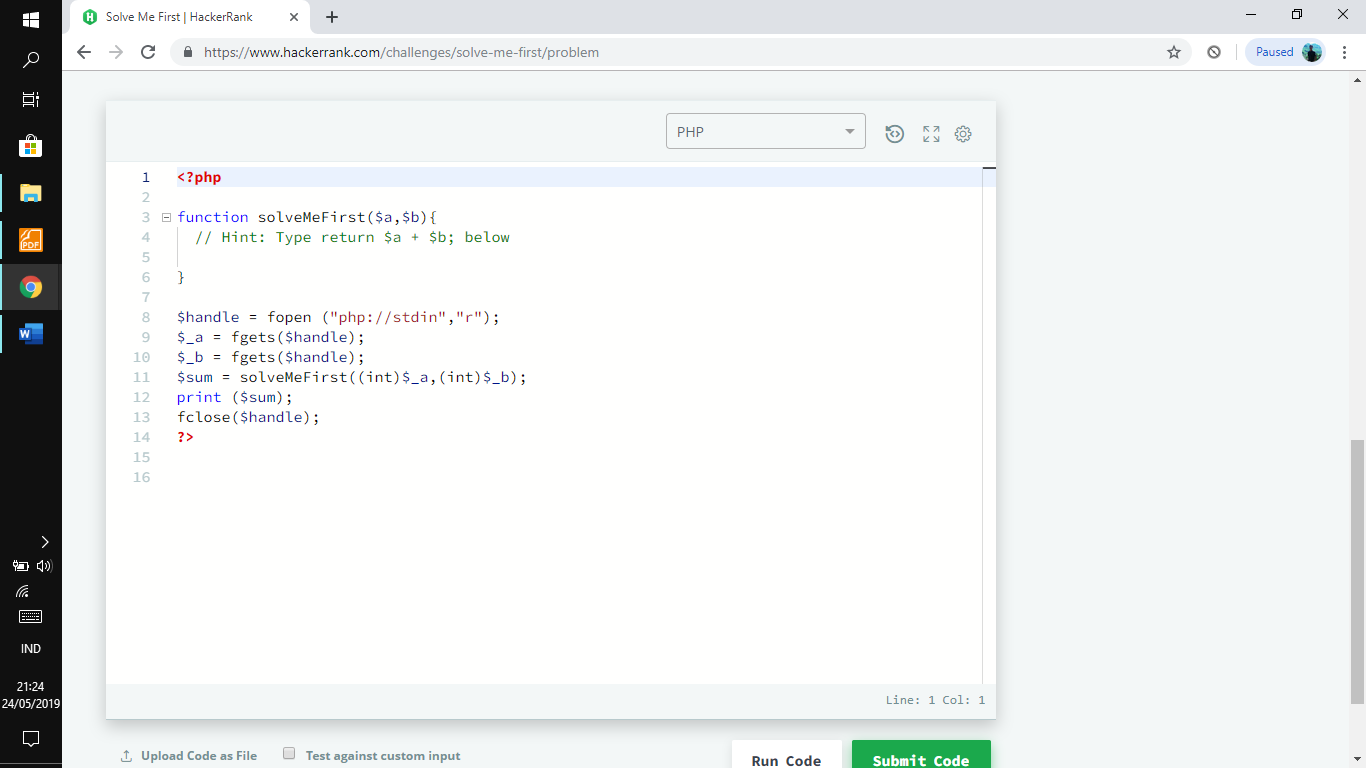 Solve Me First | HackerRank
https://www.hackerrank.com/challenges/solve-me-first/problem
Paused
PHP
1 <?php
2
3 function solveMeFirst($a,$b){
4 // Hint: Type return $a + $b; below
5
6 }
7
8 $handle = fopen ("php://stdin","r");
9 $_a = fgets($handle);
10 $_b = fgets($handle);
11 $sum = solveMeFirst((int)$_a,(int)$_b);
12 print ($sum);
13 fclose($handle);
14 ?>
15
16
Line: 1 Col: 1
Upload Code as File
Test against custom input
Run Code
Submit Code
PDF
W
IND
21:24
24/05/2019